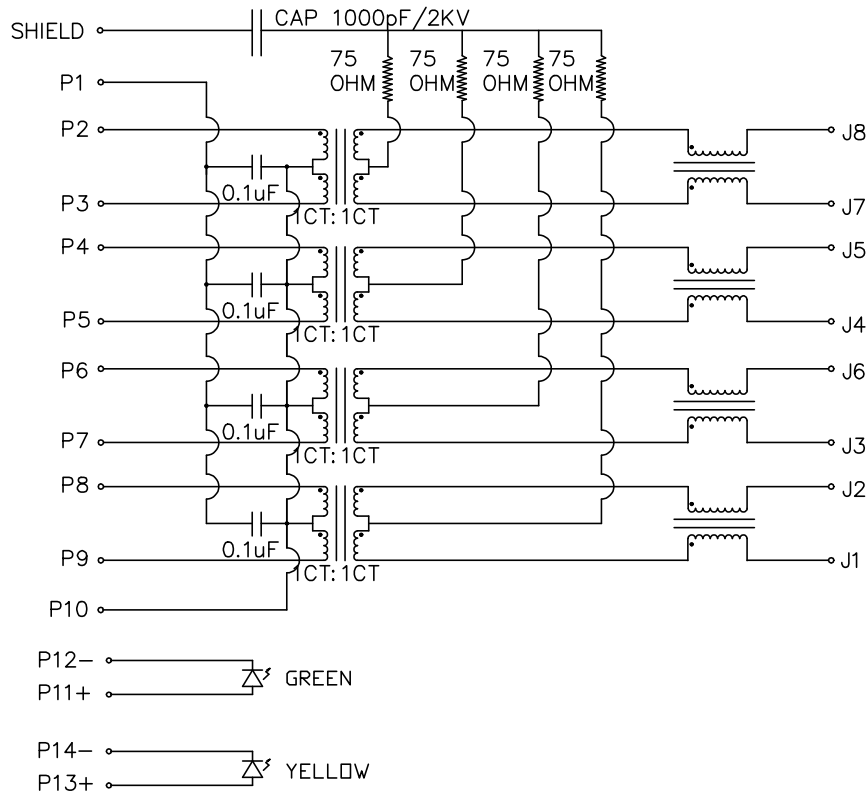 CAP 1000pF/2KV
SHIELD
75 75 75 75
OHM OHM OHM OHM
P1
P2 J8
0.1uF
P3 J7
1CT:1CT
P4 J5
0.1uF
P5 J4
1CT:1CT
P6 J6
0.1uF
P7 J3
1CT:1CT
P8 J2
0.1uF
P9 J1
1CT:1CT
P10
P12-
GREEN
P11+
P14-
YELLOW
P13+